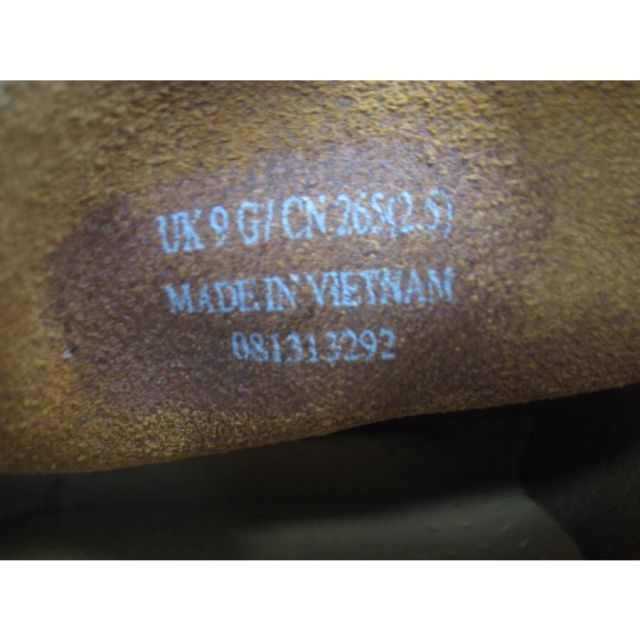 UK 9 G/ CN 265(2.5)
MADE IN VIETNAM
081313292